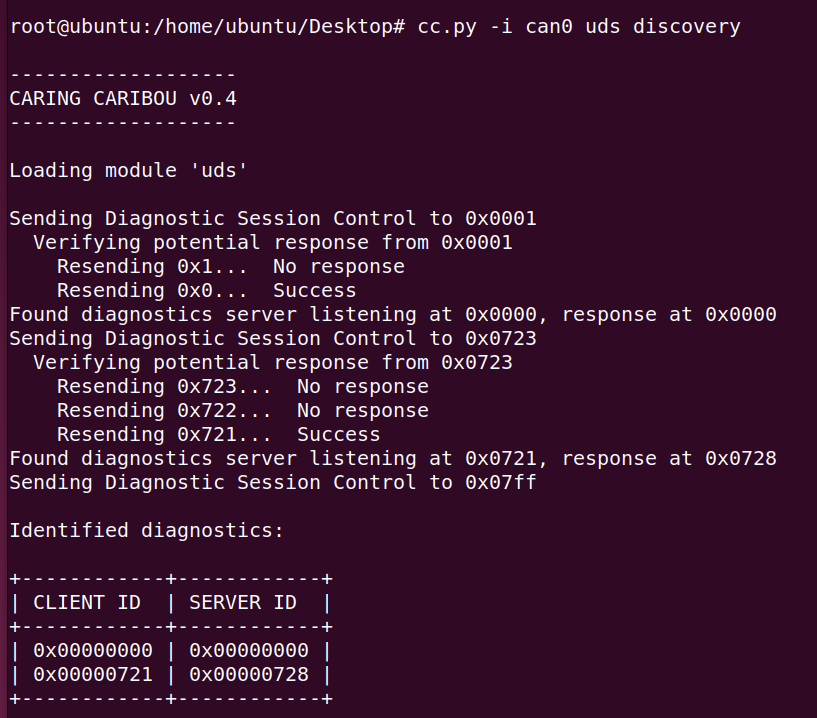 root@ubuntu:/home/ubuntu/Desktop# cc.py -i can0 uds discovery
-------------------
CARING CARIBOU v0.4
-------------------
Loading module 'uds'
Sending Diagnostic Session Control to 0x0001
  Verifying potential response from 0x0001
    Resending 0x1...  No response
    Resending 0x0...  Success
Found diagnostics server listening at 0x0000, response at 0x0000
Sending Diagnostic Session Control to 0x0723
  Verifying potential response from 0x0723
    Resending 0x723...  No response
    Resending 0x722...  No response
    Resending 0x721...  Success
Found diagnostics server listening at 0x0721, response at 0x0728
Sending Diagnostic Session Control to 0x07ff
Identified diagnostics:
+------------+------------+
| CLIENT ID  | SERVER ID  |
+------------+------------+
| 0x00000000 | 0x00000000 |
| 0x00000721 | 0x00000728 |
+------------+------------+